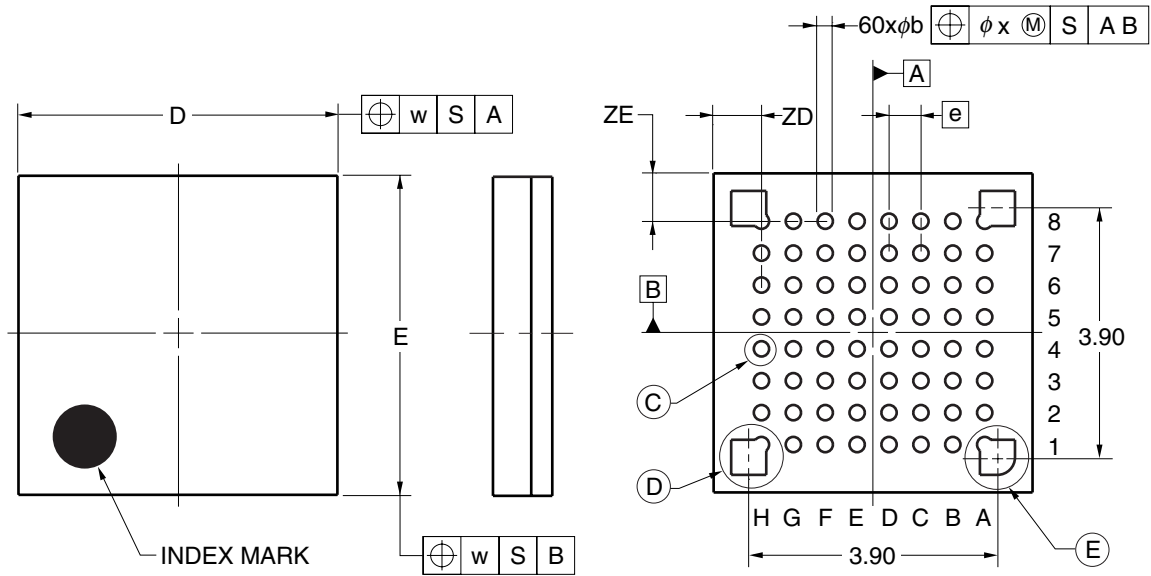 60xϕb ⌖ ϕ x Ⓜ S A B
A
D
⌖ w S A
ZE
ZD
e
8
7
B
6
5
E
3.90
4
C
3
2
1
D
H G F E D C B A
INDEX MARK
⌖ w S B
3.90
E